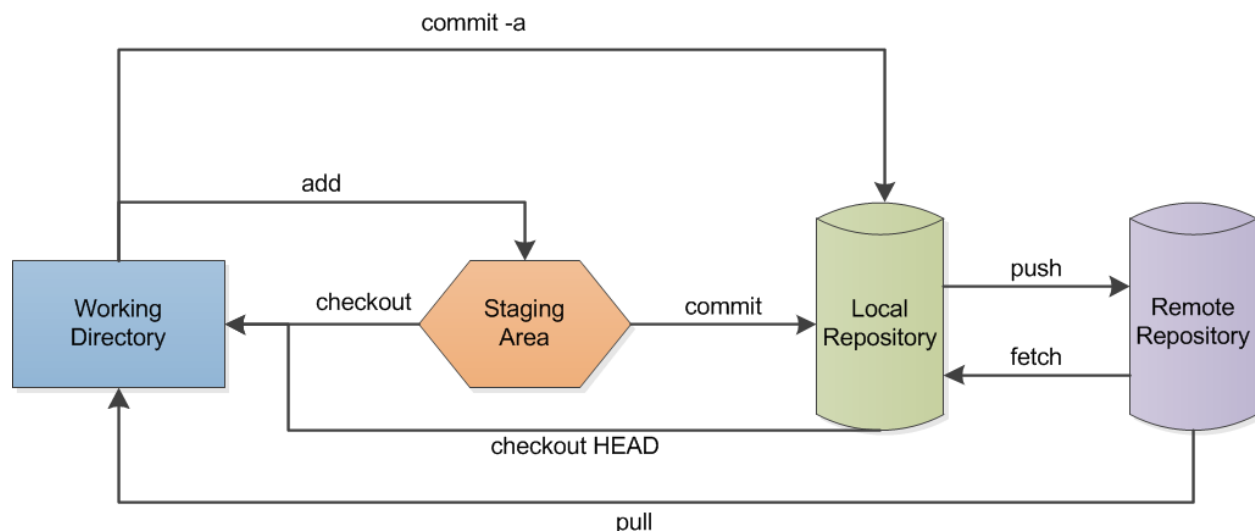 commit -a
add
Working
Directory
checkout
Staging
Area
commit
Local
Repository
push
fetch
Remote
Repository
checkout HEAD
pull